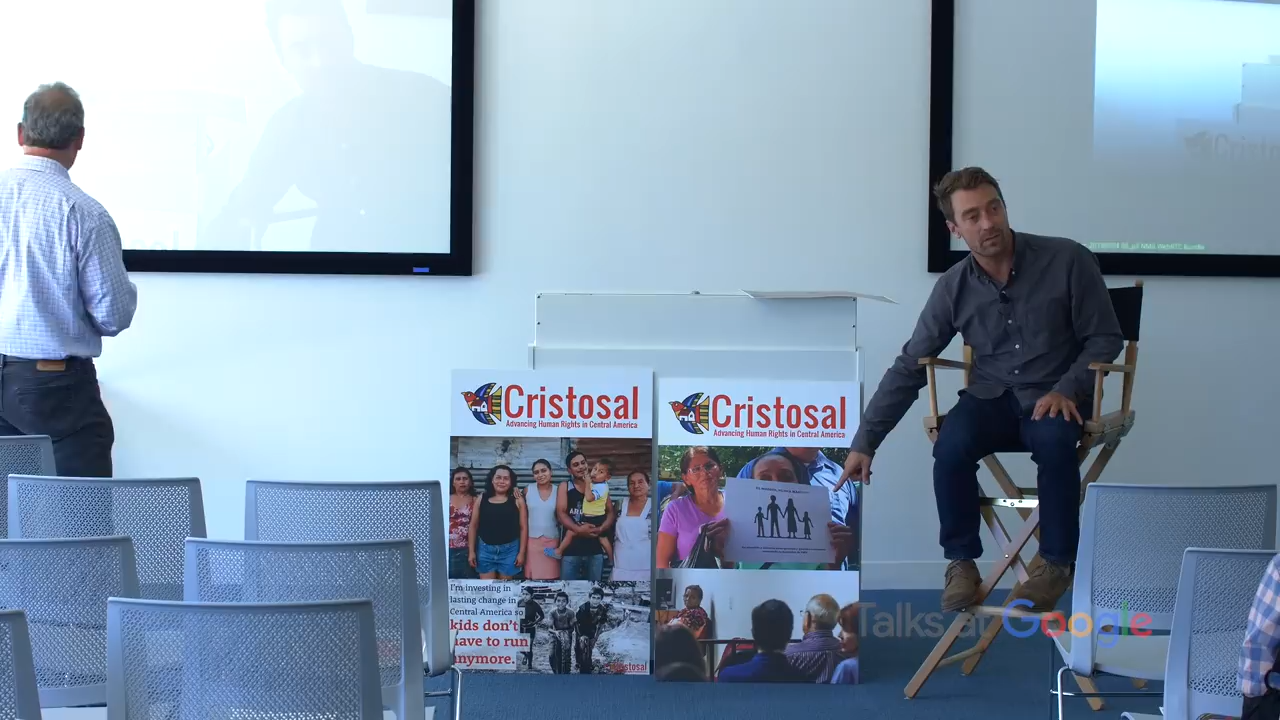 Cristosal
Advancing Human Rights in Central America
I'm investing in
lasting change in
Central America so
kids don't
have to run
anymore.
Cristosal
Cristosal
Advancing Human Rights in Central America
Talks at Google